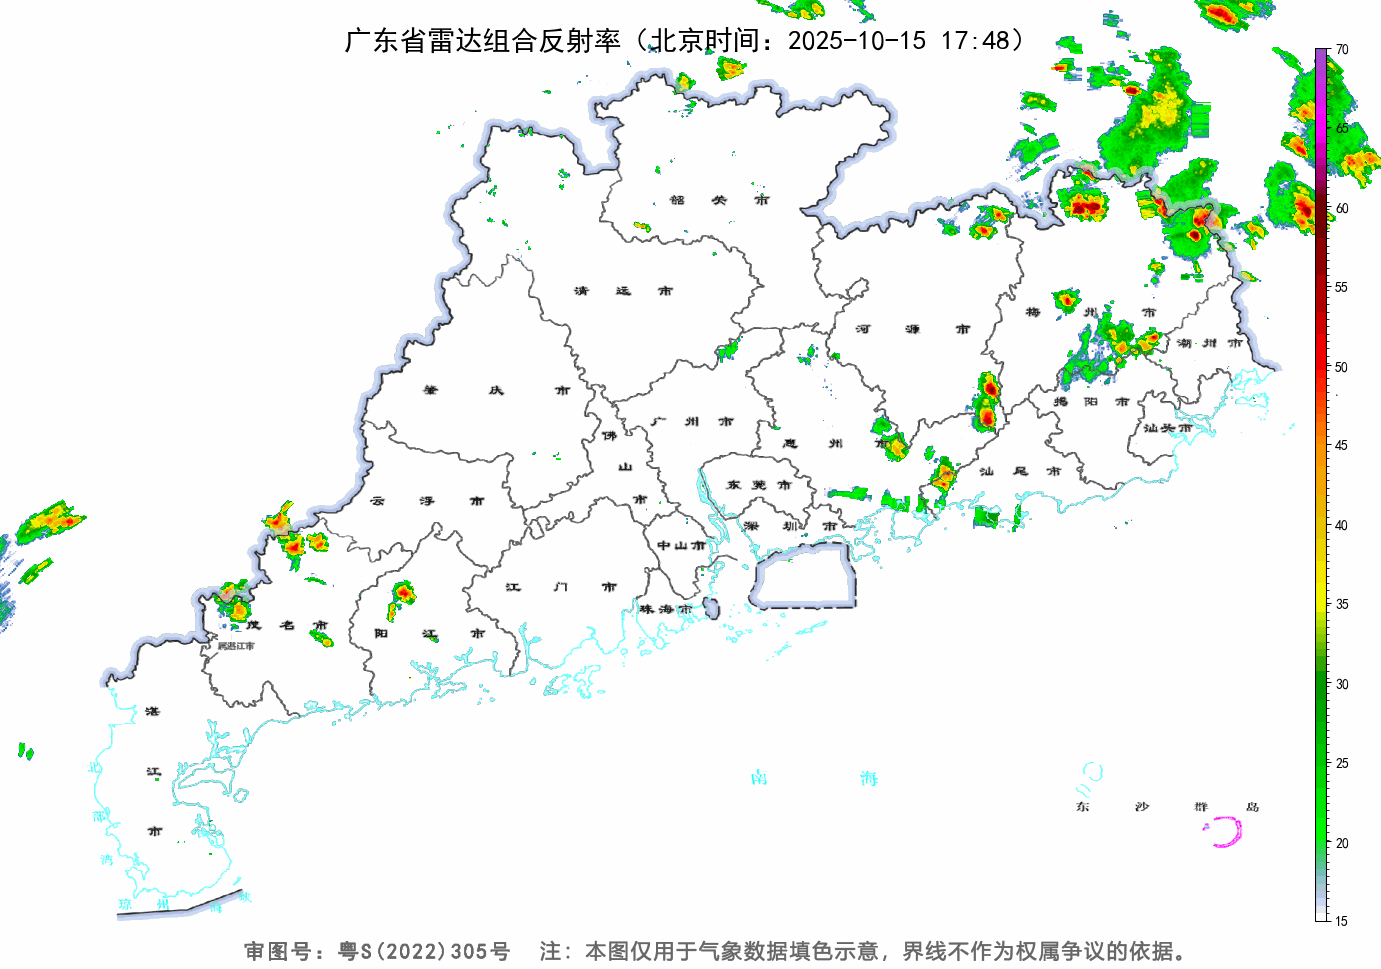 广东省雷达组合反射率（北京时间：2025-10-15 17:48）
70
65
60
55
50
45
40
35
30
25
20
15
韶关市
清远市
河源市
梅州市
潮州市
肇庆市
广州市
揭阳市
汕头市
佛山市
惠州市
汕尾市
云浮市
东莞市
深圳市
中山市
江门市
珠海市
茂名市
阳江市
属湛江市
湛江市
北部湾
琼州海峡
南海
东沙群岛
审图号：粤S(2022)305号 注：本图仅用于气象数据填色示意，界线不作为权属争议的依据。